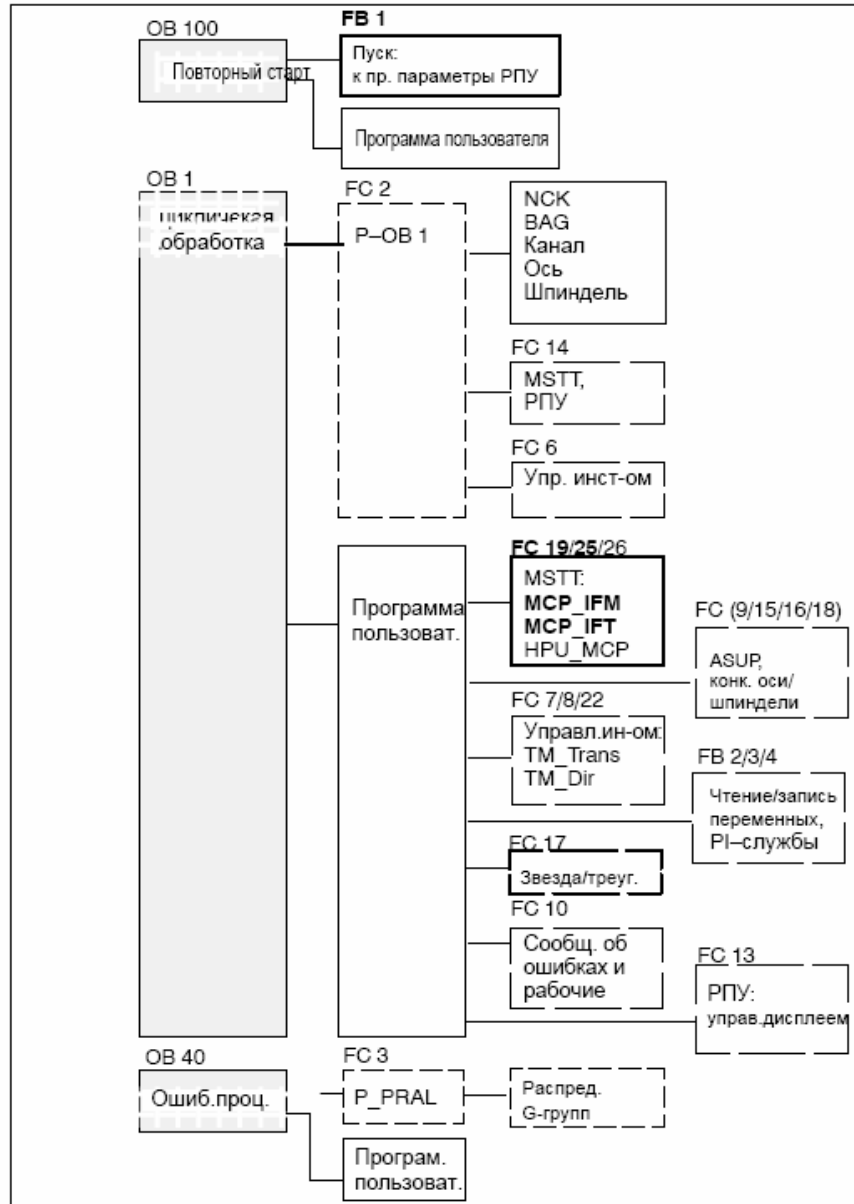 OB 100
Повторный старт
FB 1
Пуск:
к пр. параметры РПУ
Программа пользователя
OB 1
циклическая
обработка
FC 2
P–OB 1
NCK
BAG
Канал
Ось
Шпиндель
FC 14
MSTT,
РПУ
FC 6
Упр. инст-ом
Программа
пользоват.
FC 19/25/26
MSTT:
MCP_IFM
MCP_IFT
HPU_MCP
FC (9/15/16/18)
ASUP,
конк. оси/
шпиндели
FC 7/8/22
Управл.ин-ом:
TM_Trans
TM_Dir
FB 2/3/4
Чтение/запись
переменных,
PI–службы
FC 17
Звезда/треуг.
FC 10
Сообщ. об
ошибках и
рабочие
FC 13
РПУ:
управ.дисплеем
OB 40
Ошиб.проц.
FC 3
P_PRAL
Распред.
G-групп
Програм.
пользоват.